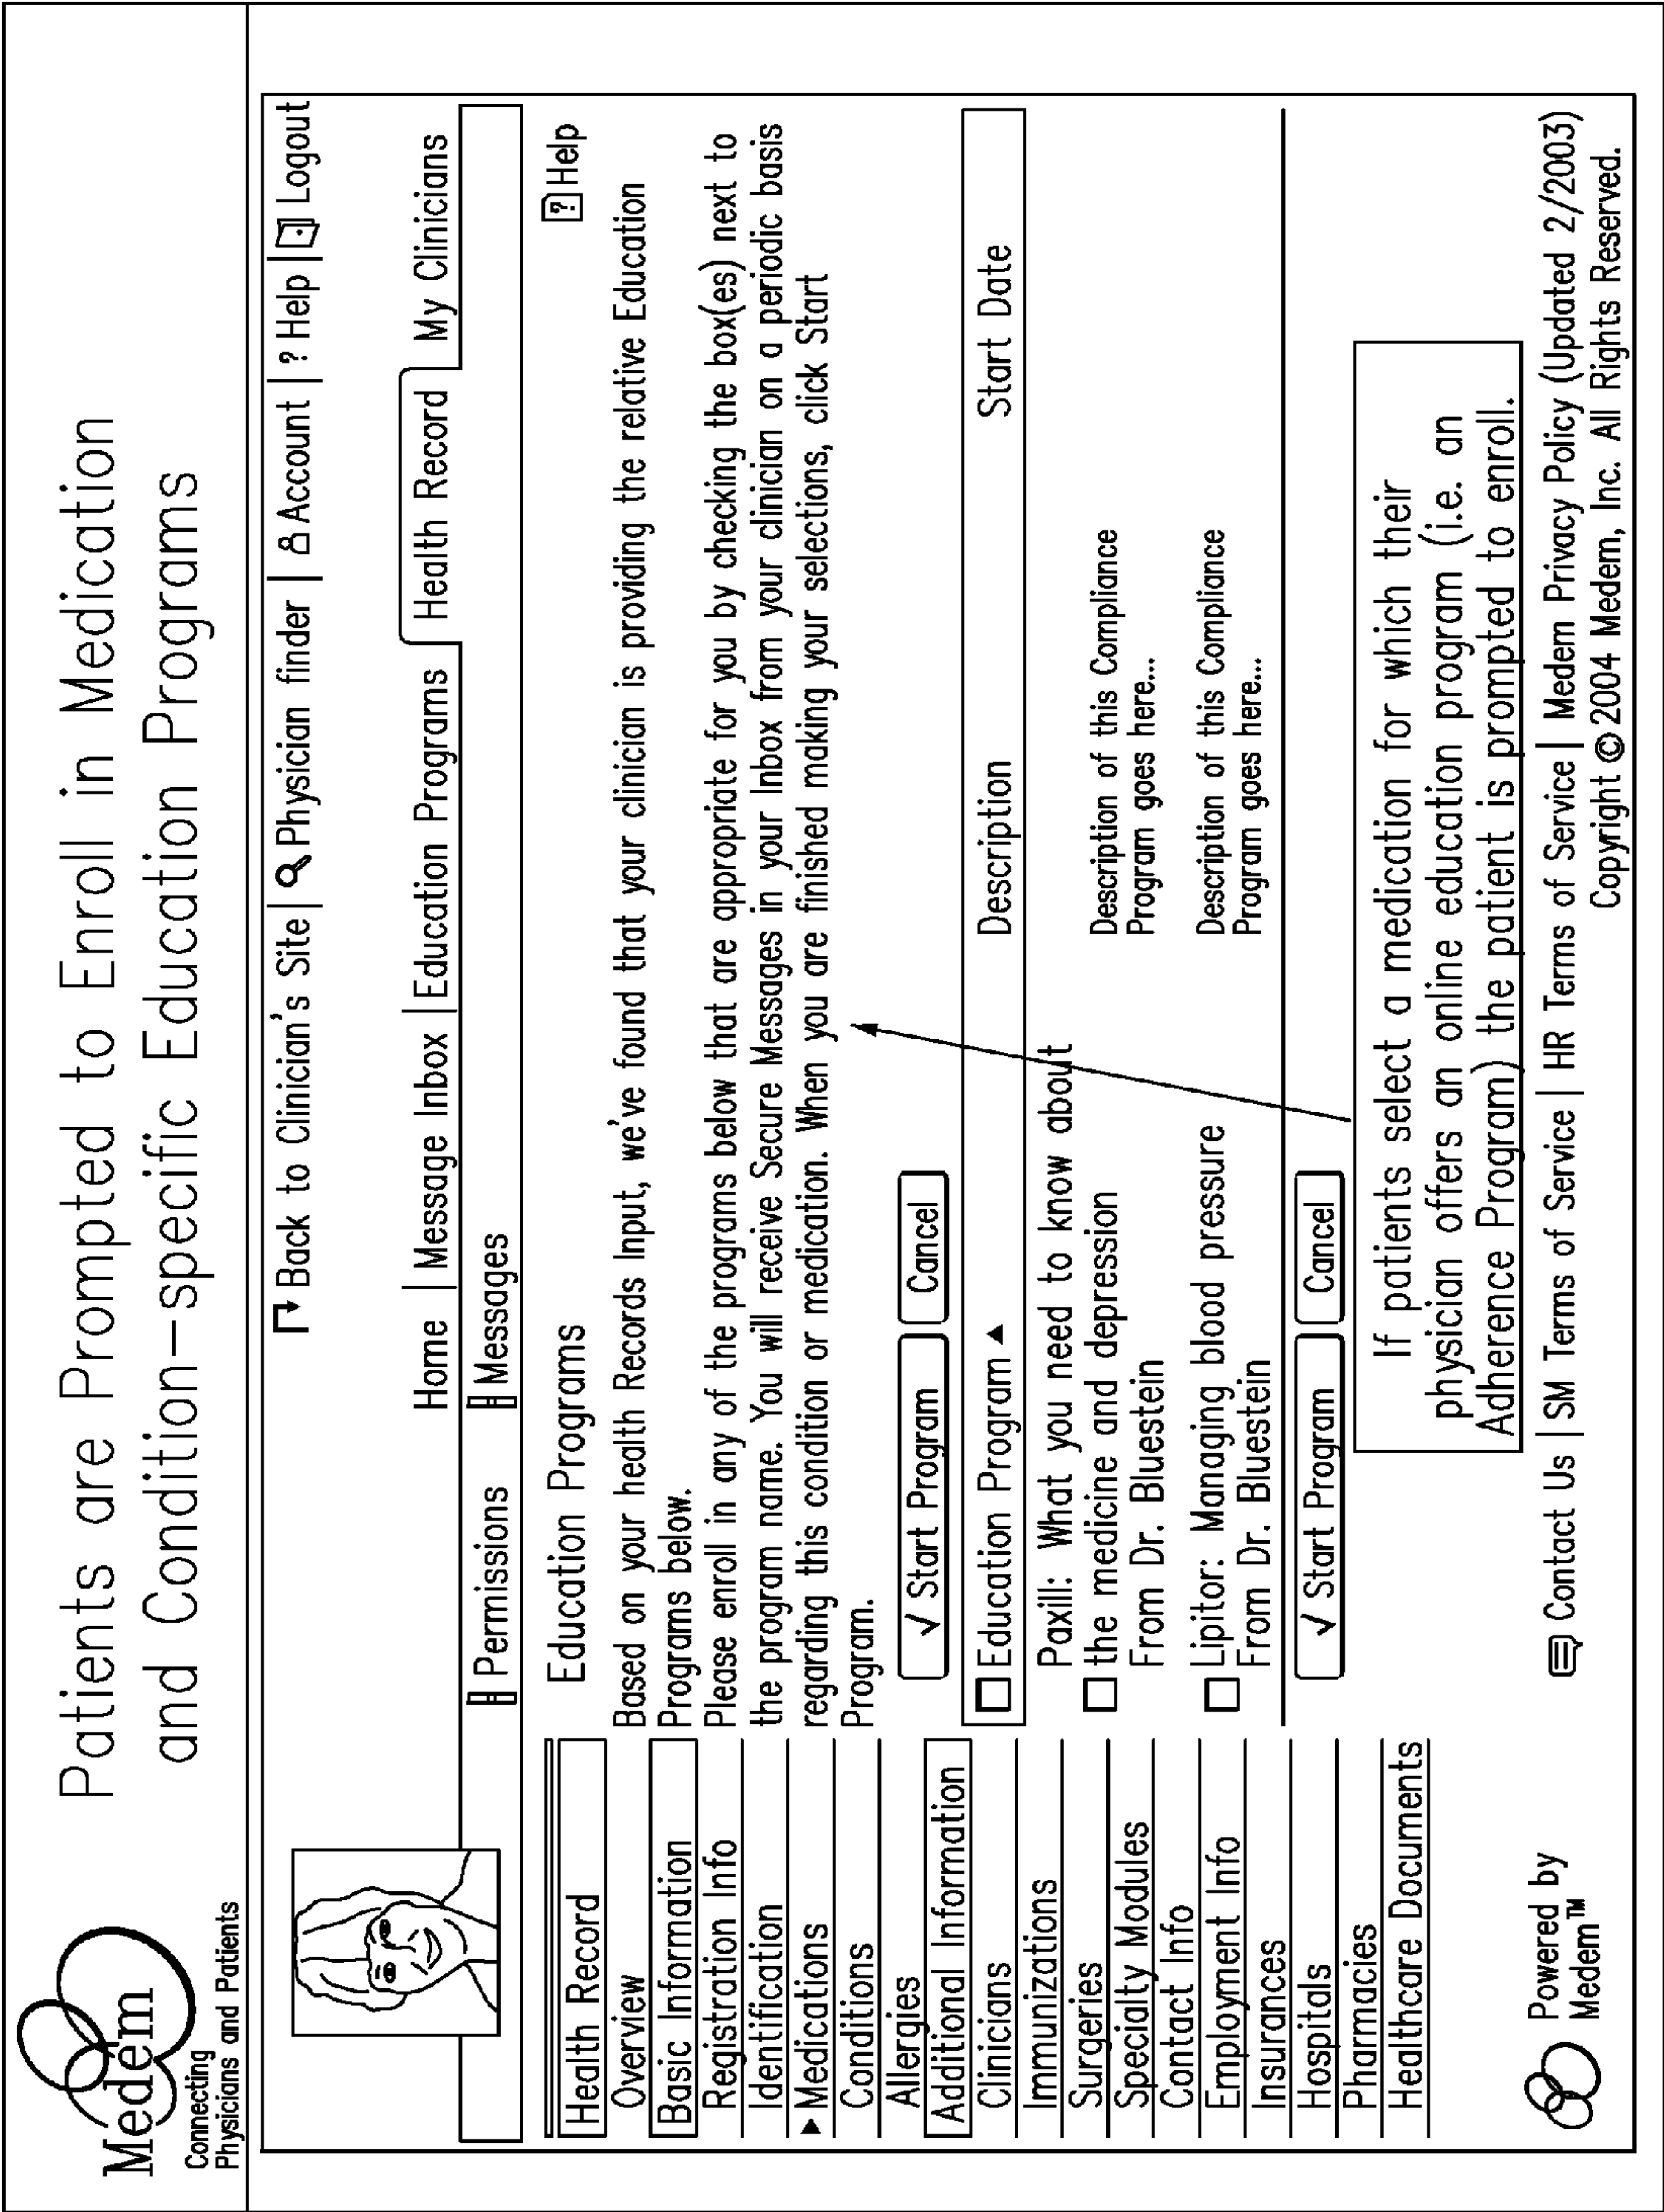 Medem
Connecting
Physicians and Patients
Patients are Prompted to Enroll in Medication
and Condition-specific Education Programs
Back to Clinician's Site | Physician finder | Account | ? Help | Logout
Home | Message Inbox | Education Programs Health Record My Clinicians
Permissions Messages
Health Record
Overview
Basic Information
Registration Info
Identification
Medications
Conditions
Allergies
Additional Information
Clinicians
Immunizations
Surgeries
Specialty Modules
Contact Info
Employment Info
Insurances
Hospitals
Pharmacies
Healthcare Documents
Education Programs ? Help
Based on your health Records Input, we've found that your clinician is providing the relative Education
Programs below.
Please enroll in any of the programs below that are appropriate for you by checking the box(es) next to
the program name. You will receive Secure Messages in your Inbox from your clinician on a periodic basis
regarding this condition or medication. When you are finished making your selections, click Start
Program.
√ Start Program Cancel
Education Program ▲ Description Start Date
Paxill: What you need to know about
the medicine and depression
From Dr. Bluestein
Description of this Compliance
Program goes here...
Lipitor: Managing blood pressure
From Dr. Bluestein
Description of this Compliance
Program goes here...
√ Start Program Cancel
If patients select a medication for which their
physician offers an online education program (i.e. an
Adherence Program) the patient is prompted to enroll.
Powered by
Medem™
Contact Us | SM Terms of Service | HR Terms of Service | Medem Privacy Policy (Updated 2/2003)
Copyright © 2004 Medem, Inc. All Rights Reserved.